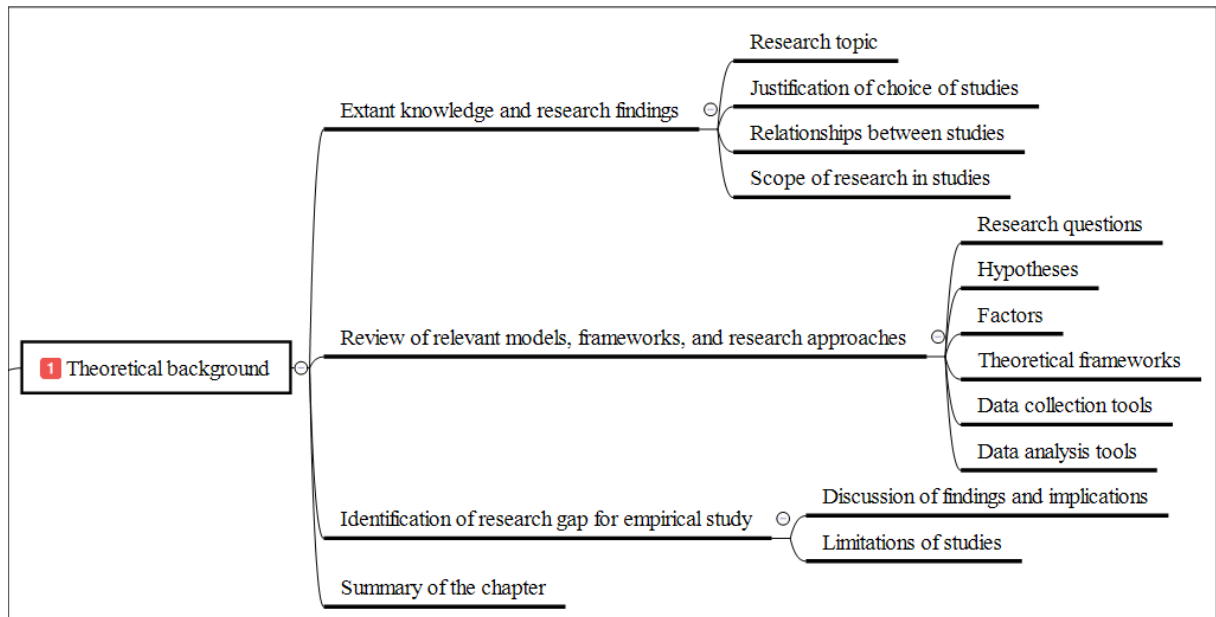 Research topic
Justification of choice of studies
Extant knowledge and research findings
Relationships between studies
Scope of research in studies
Research questions
Hypotheses
Factors
Review of relevant models, frameworks, and research approaches
1 Theoretical background
Theoretical frameworks
Data collection tools
Data analysis tools
Discussion of findings and implications
Identification of research gap for empirical study
Limitations of studies
Summary of the chapter